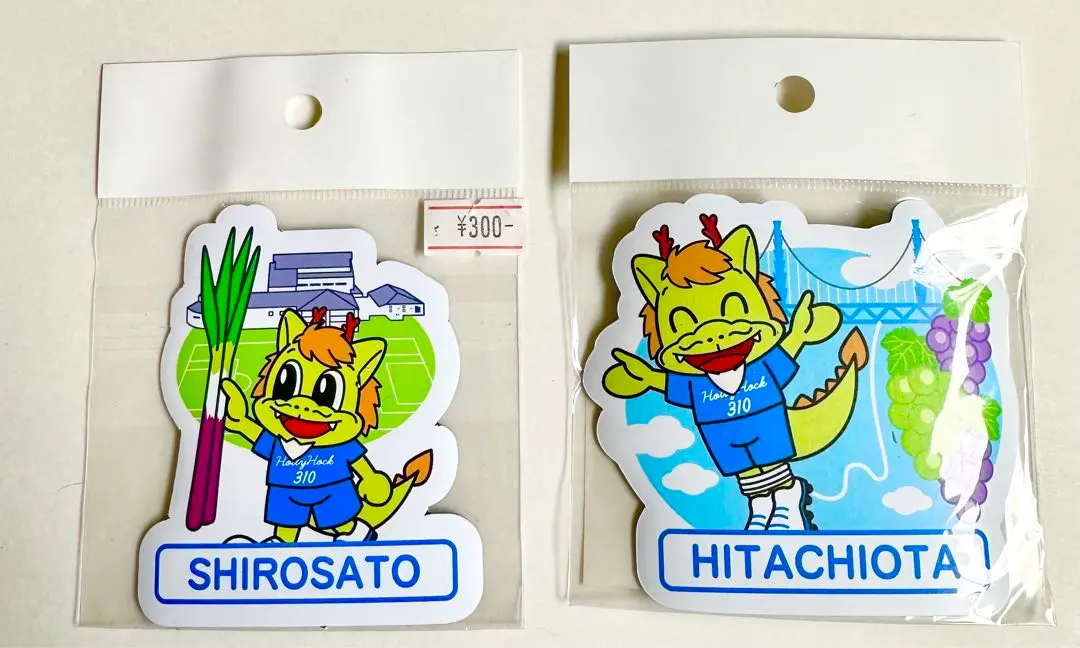 ¥300-
HollyHock
310
SHIROSATO
HollyHock
310
HITACHIOTA